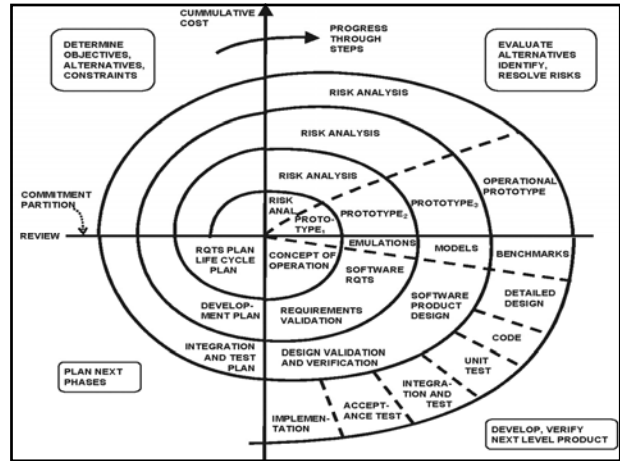 CUMMULATIVE
COST
PROGRESS
THROUGH
STEPS
DETERMINE
OBJECTIVES,
ALTERNATIVES,
CONSTRAINTS
EVALUATE
ALTERNATIVES
IDENTIFY,
RESOLVE RISKS
RISK ANALYSIS
RISK ANALYSIS
RISK ANALYSIS
RISK
ANAL.
PROTO-
TYPE₁
PROTOTYPE₂
PROTOTYPE₃
OPERATIONAL
PROTOTYPE
COMMITMENT
PARTITION
REVIEW
RQTS PLAN
LIFE CYCLE
PLAN
CONCEPT OF
OPERATION
EMULATIONS
MODELS
BENCHMARKS
SOFTWARE
RQTS
SOFTWARE
PRODUCT
DESIGN
DETAILED
DESIGN
DEVELOP-
MENT PLAN
REQUIREMENTS
VALIDATION
CODE
INTEGRATION
AND TEST
PLAN
DESIGN VALIDATION
AND VERIFICATION
UNIT
TEST
INTEGRA-
TION AND
TEST
ACCEPT-
ANCE TEST
IMPLEMEN-
TATION
PLAN NEXT
PHASES
DEVELOP, VERIFY
NEXT LEVEL PRODUCT